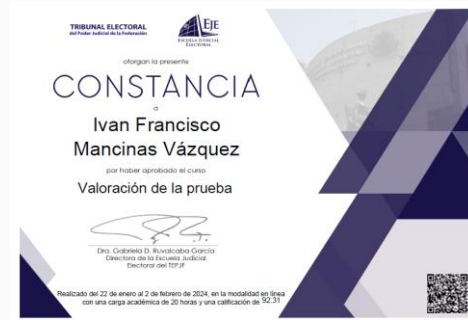 TRIBUNAL ELECTORAL
del Poder Judicial de la Federación
EJE
ESCUELA JUDICIAL
ELECTORAL
otorgan la presente
CONSTANCIA
a
Ivan Francisco
Mancinas Vázquez
por haber aprobado el curso
Valoración de la prueba
Dra. Gabriela D. Ruvalcaba García
Directora de la Escuela Judicial
Electoral del TEPJF
Realizado del 22 de enero al 2 de febrero de 2024, en la modalidad en línea
con una carga académica de 20 horas y una calificación de 92.31